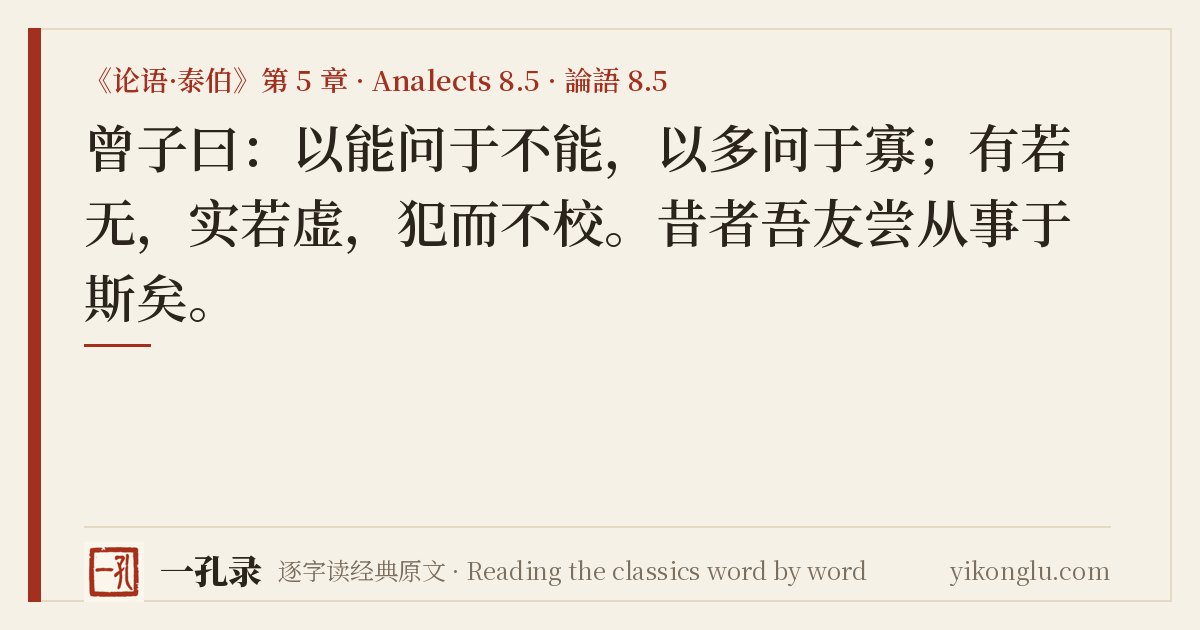 《论语·泰伯》第 5 章 · Analects 8.5 · 論語 8.5
曾子曰：以能问于不能，以多问于寡；有若
无，实若虚，犯而不校。昔者吾友尝从事于
斯矣。
一孔
一孔录 逐字读经典原文 · Reading the classics word by word yikonglu.com